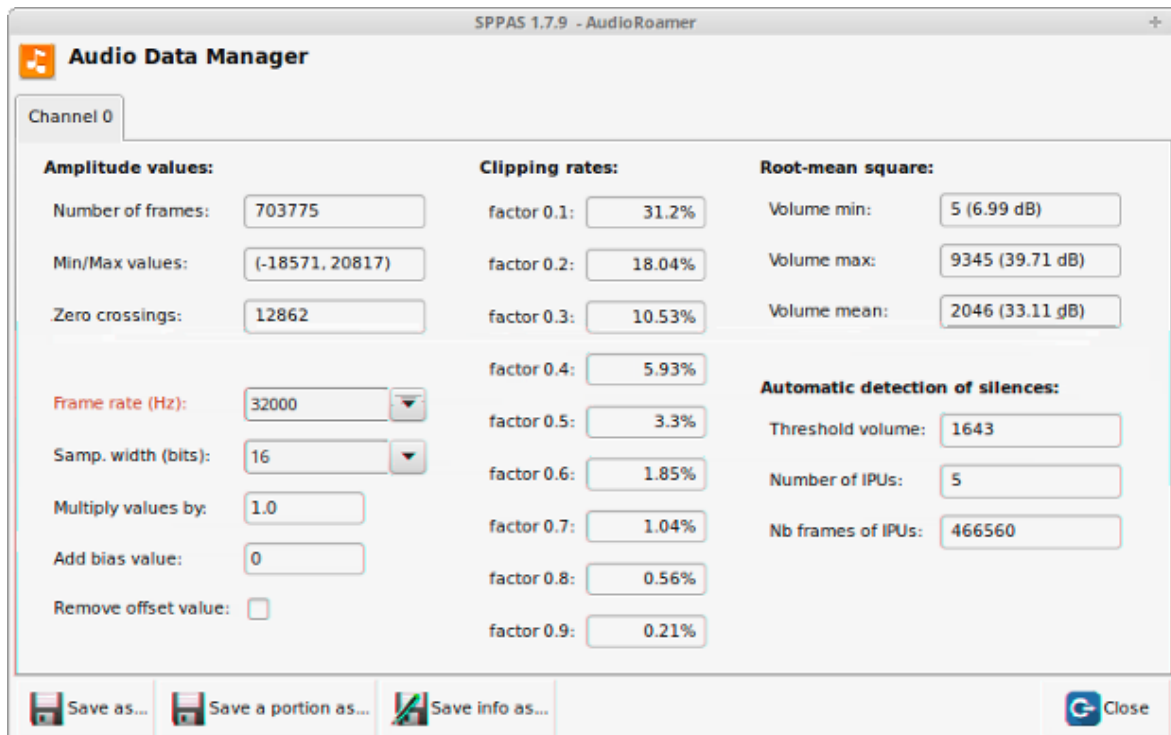 SPPAS 1.7.9 - AudioRoamer
Audio Data Manager
Channel 0
Amplitude values:
Number of frames: 703775
Min/Max values: (-18571, 20817)
Zero crossings: 12862
Frame rate (Hz): 32000
Samp. width (bits): 16
Multiply values by: 1.0
Add bias value: 0
Remove offset value:
Clipping rates:
factor 0.1: 31.2%
factor 0.2: 18.04%
factor 0.3: 10.53%
factor 0.4: 5.93%
factor 0.5: 3.3%
factor 0.6: 1.85%
factor 0.7: 1.04%
factor 0.8: 0.56%
factor 0.9: 0.21%
Root-mean square:
Volume min: 5 (6.99 dB)
Volume max: 9345 (39.71 dB)
Volume mean: 2046 (33.11 dB)
Automatic detection of silences:
Threshold volume: 1643
Number of IPUs: 5
Nb frames of IPUs: 466560
Save as...
Save a portion as...
Save info as...
Close